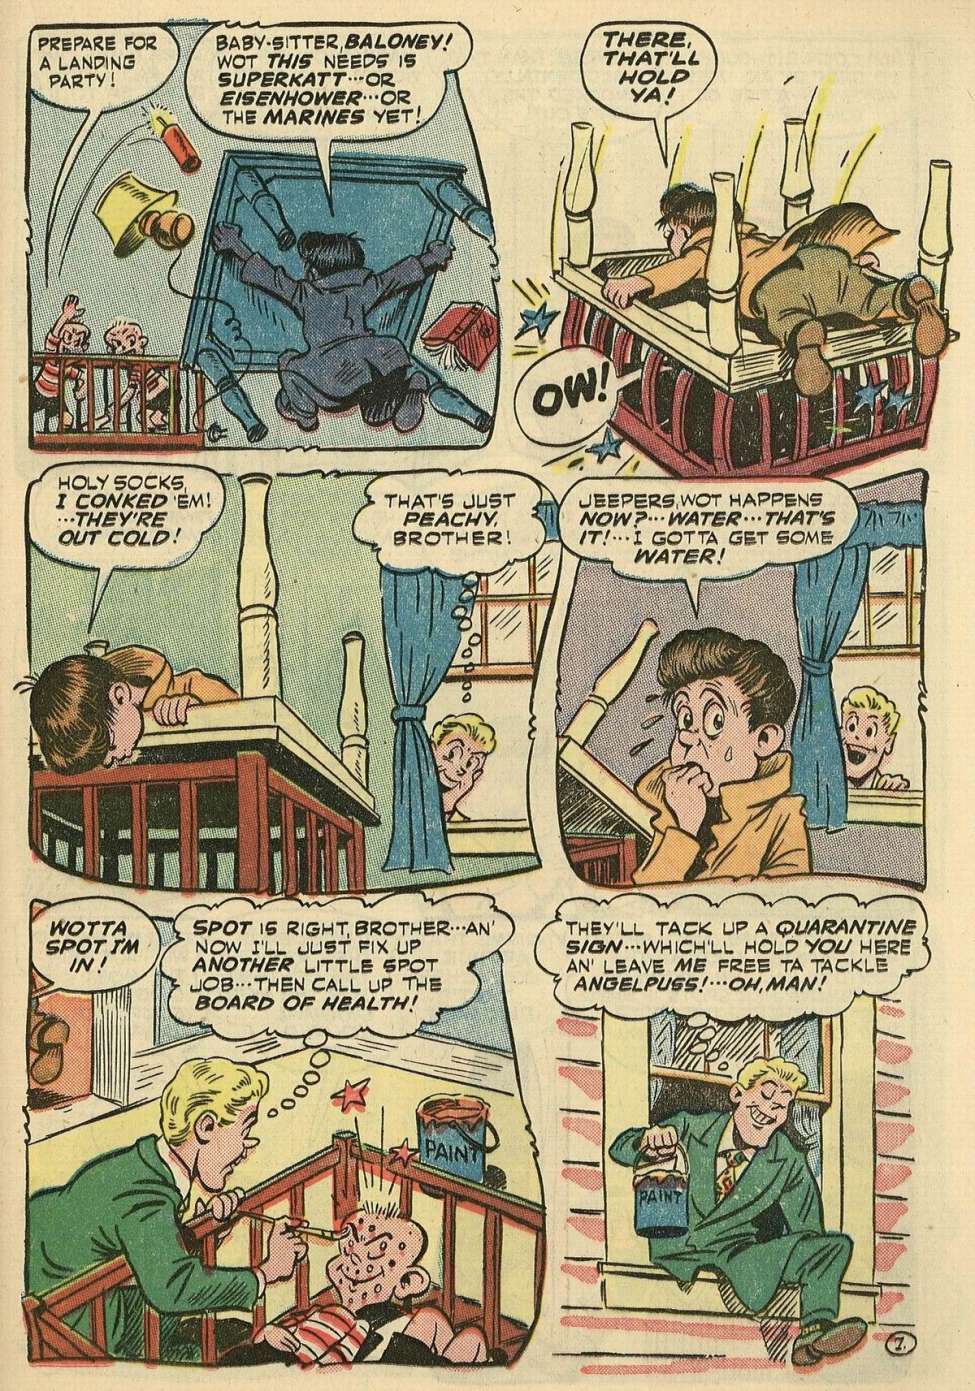 PREPARE FOR
A LANDING
PARTY!
BABY-SITTER, BALONEY!
WOT THIS NEEDS IS
SUPERKATT...OR
EISENHOWER...OR
THE MARINES YET!
THERE,
THAT'LL
HOLD
YA!
OW!
HOLY SOCKS,
I CONKED 'EM!
...THEY'RE
OUT COLD!
THAT'S JUST
PEACHY,
BROTHER!
JEEPERS, WOT HAPPENS
NOW?...WATER...THAT'S
IT!...I GOTTA GET SOME
WATER!
WOTTA
SPOT I'M
IN!
SPOT IS RIGHT, BROTHER...AN'
NOW I'LL JUST FIX UP
ANOTHER LITTLE SPOT
JOB...THEN CALL UP THE
BOARD OF HEALTH!
PAINT
THEY'LL TACK UP A QUARANTINE
SIGN...WHICH'LL HOLD YOU HERE
AN' LEAVE ME FREE TA TACKLE
ANGELPUSS!...OH, MAN!
PAINT
7.